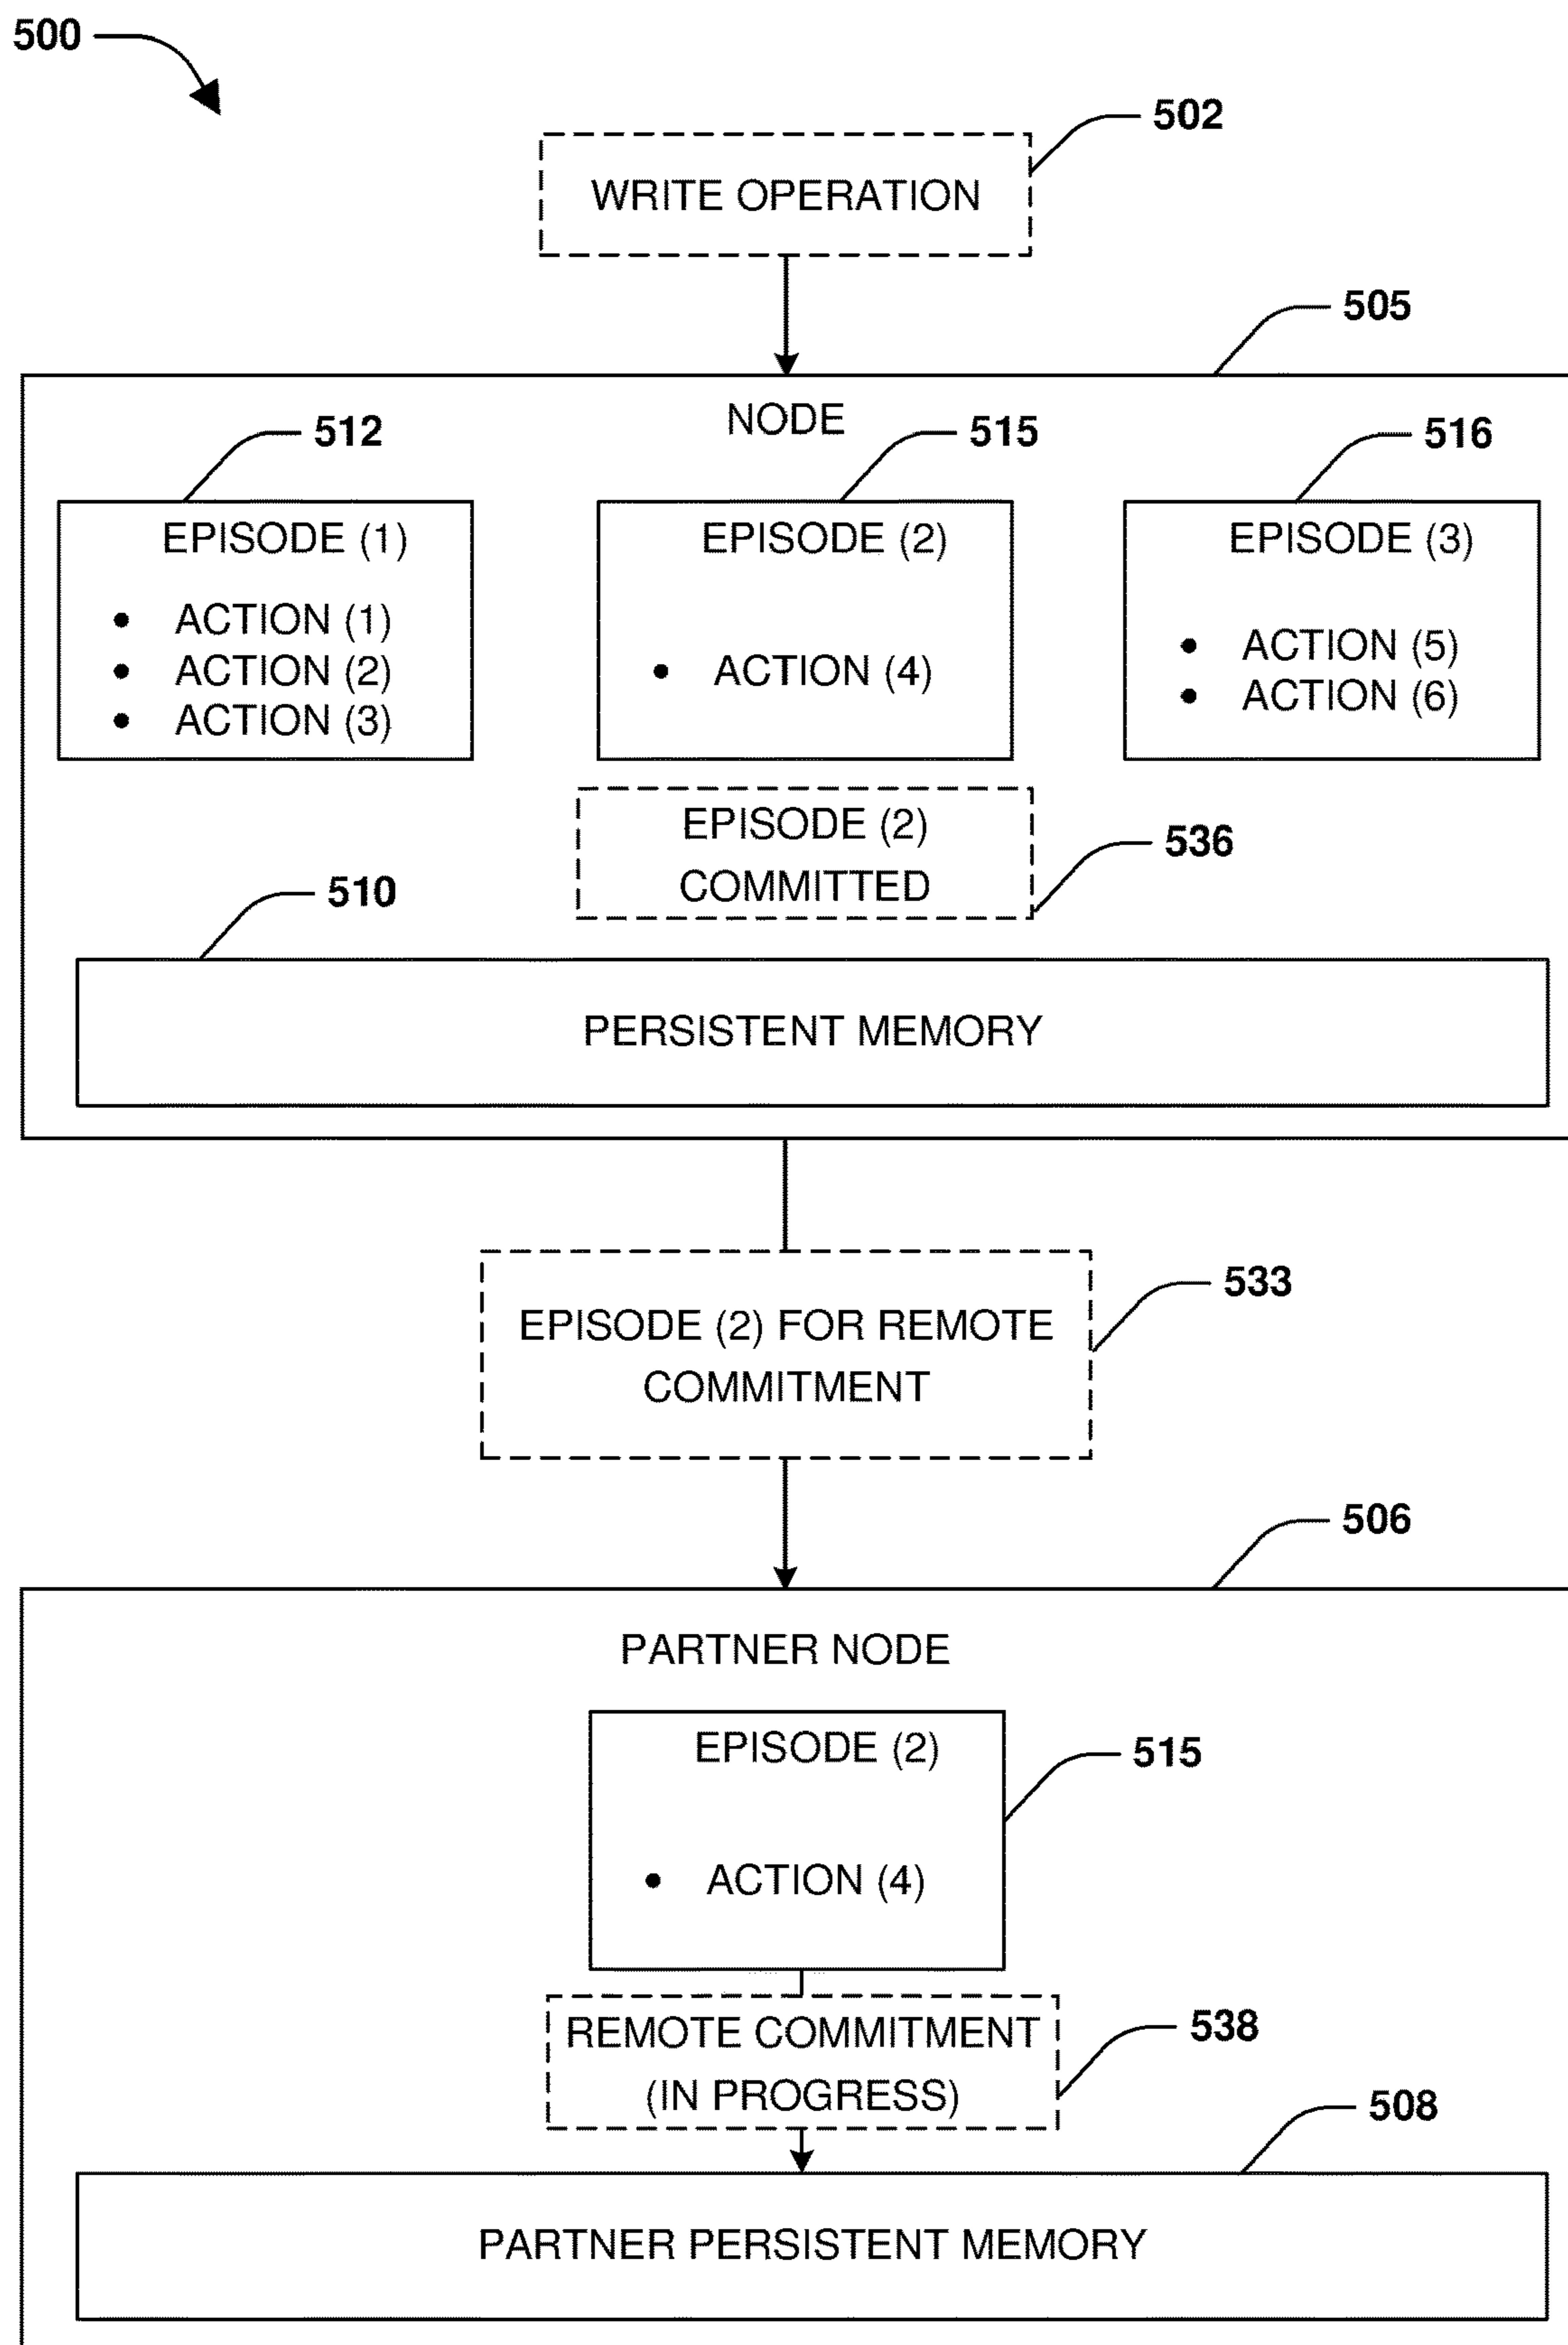 500
502
WRITE OPERATION
505
NODE
512
515
516
EPISODE (1)
• ACTION (1)
• ACTION (2)
• ACTION (3)
EPISODE (2)
• ACTION (4)
EPISODE (3)
• ACTION (5)
• ACTION (6)
EPISODE (2)
COMMITTED
536
510
PERSISTENT MEMORY
533
EPISODE (2) FOR REMOTE
COMMITMENT
506
PARTNER NODE
EPISODE (2)
515
• ACTION (4)
REMOTE COMMITMENT
(IN PROGRESS)
538
508
PARTNER PERSISTENT MEMORY